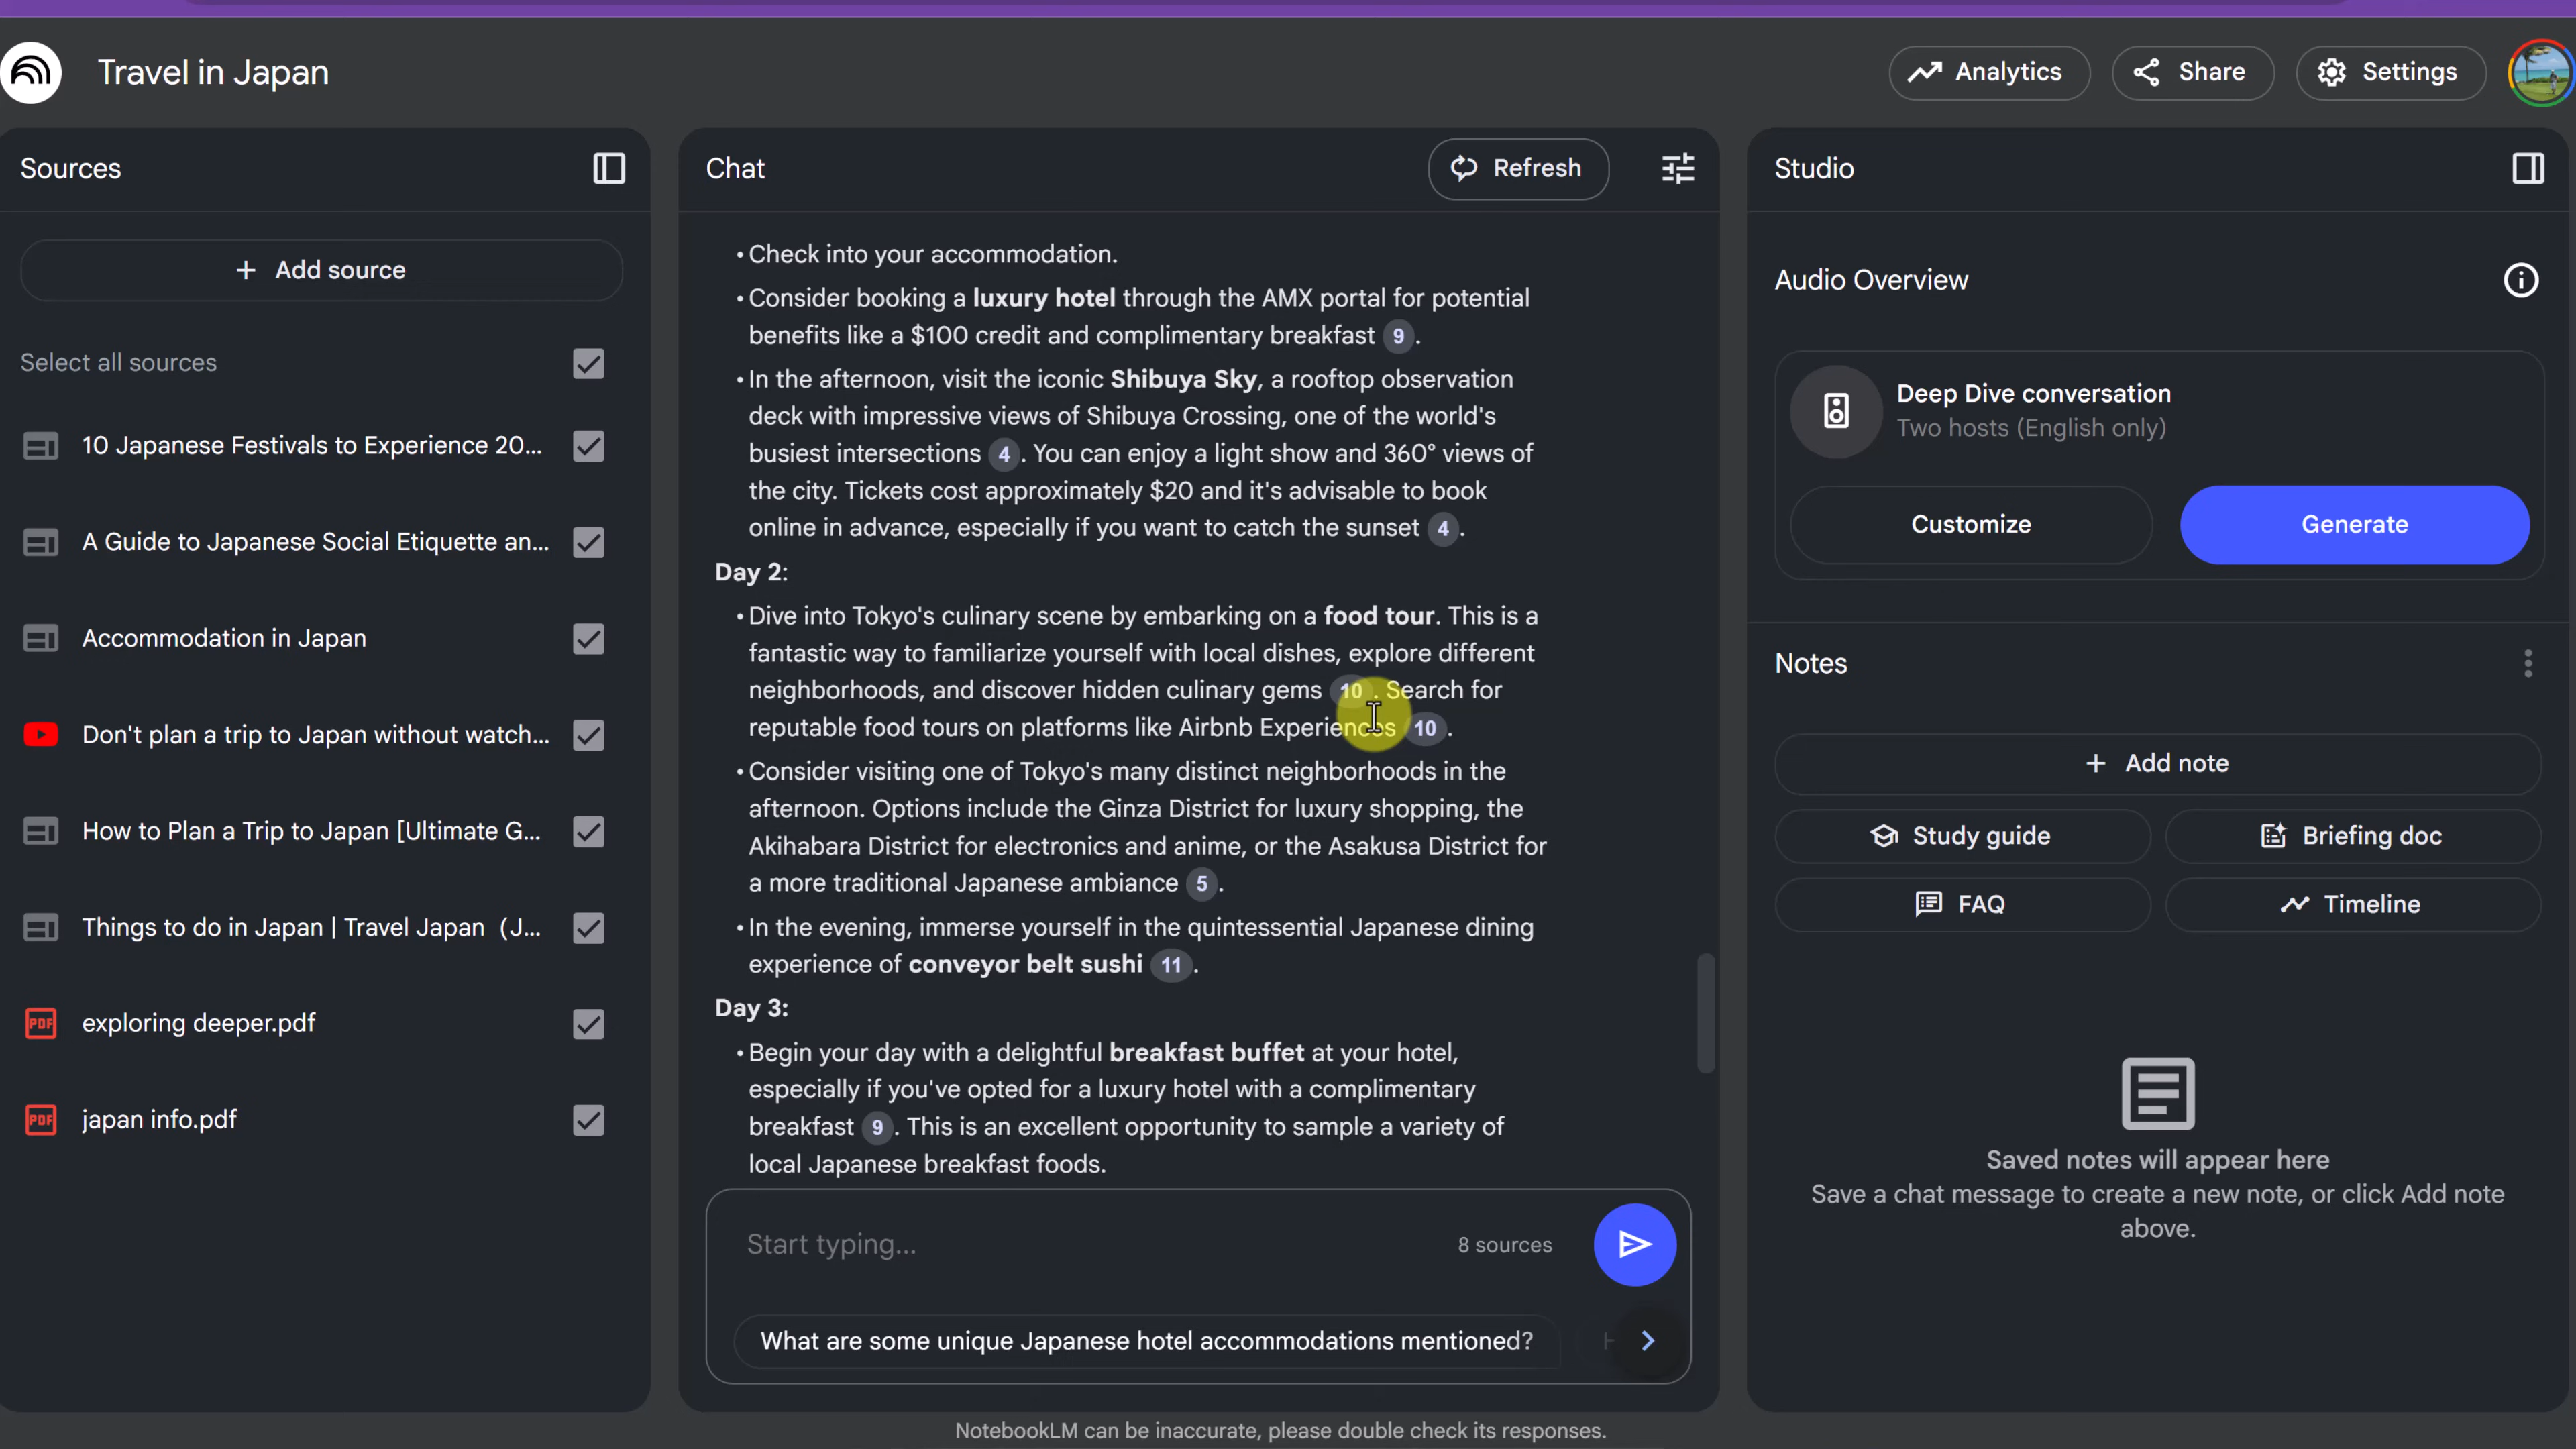 Travel in Japan
Analytics
Share
Settings
Sources
Add source
Select all sources
10 Japanese Festivals to Experience 20...
A Guide to Japanese Social Etiquette an...
Accommodation in Japan
Don't plan a trip to Japan without watch...
How to Plan a Trip to Japan [Ultimate G...
Things to do in Japan | Travel Japan (J...
PDF exploring deeper.pdf
PDF japan info.pdf
Chat
Refresh
• Check into your accommodation.
• Consider booking a luxury hotel through the AMX portal for potential
benefits like a $100 credit and complimentary breakfast 9.
• In the afternoon, visit the iconic Shibuya Sky, a rooftop observation
deck with impressive views of Shibuya Crossing, one of the world's
busiest intersections 4. You can enjoy a light show and 360° views of
the city. Tickets cost approximately $20 and it's advisable to book
online in advance, especially if you want to catch the sunset 4.
Day 2:
• Dive into Tokyo's culinary scene by embarking on a food tour. This is a
fantastic way to familiarize yourself with local dishes, explore different
neighborhoods, and discover hidden culinary gems 10. Search for
reputable food tours on platforms like Airbnb Experiences 10.
• Consider visiting one of Tokyo's many distinct neighborhoods in the
afternoon. Options include the Ginza District for luxury shopping, the
Akihabara District for electronics and anime, or the Asakusa District for
a more traditional Japanese ambiance 5.
• In the evening, immerse yourself in the quintessential Japanese dining
experience of conveyor belt sushi 11.
Day 3:
• Begin your day with a delightful breakfast buffet at your hotel,
especially if you've opted for a luxury hotel with a complimentary
breakfast 9. This is an excellent opportunity to sample a variety of
local Japanese breakfast foods.
Start typing...
8 sources
What are some unique Japanese hotel accommodations mentioned?
Studio
Audio Overview
Deep Dive conversation
Two hosts (English only)
Customize
Generate
Notes
Add note
Study guide
Briefing doc
FAQ
Timeline
Saved notes will appear here
Save a chat message to create a new note, or click Add note
above.
NotebookLM can be inaccurate, please double check its responses.